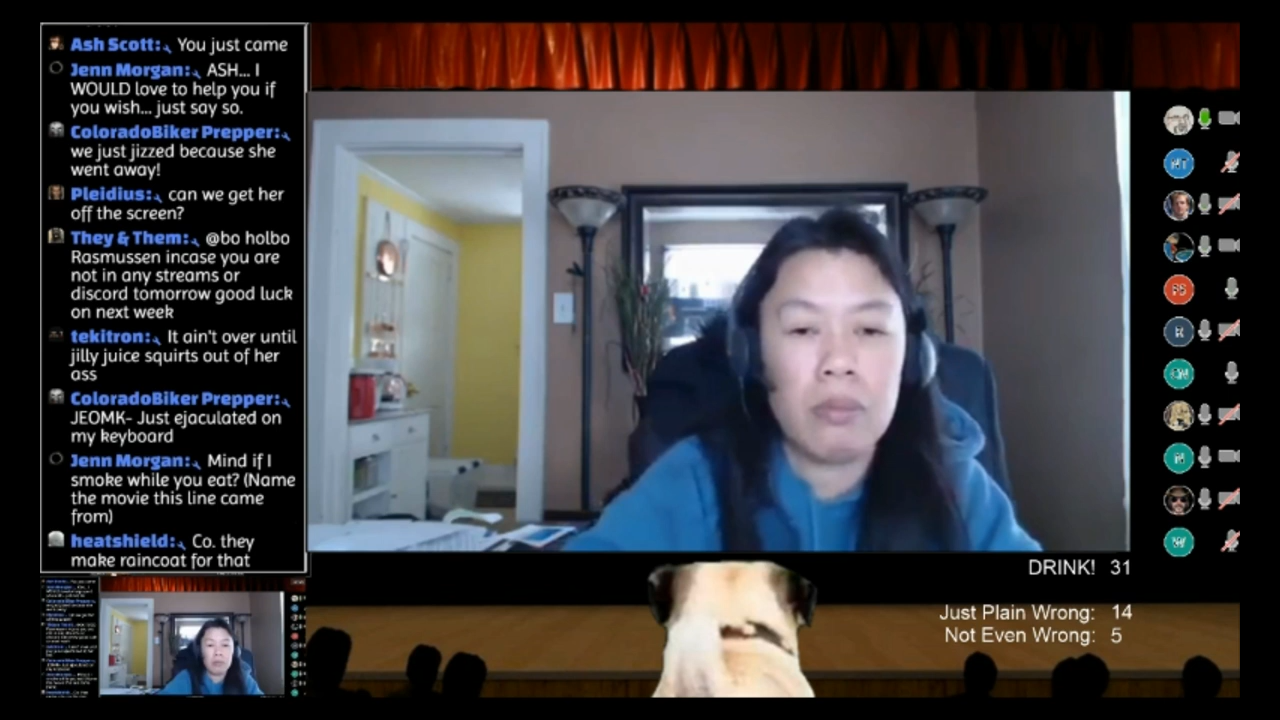 Ash Scott: You just came
Jenn Morgan: ASH... I
WOULD love to help you if
you wish... just say so.
ColoradoBiker Prepper:
we just jizzed because she
went away!
Pleidius: can we get her
off the screen?
They & Them: @bo holbo
Rasmussen incase you are
not in any streams or
discord tomorrow good luck
on next week
tekitron: It ain't over until
jilly juice squirts out of her
ass
ColoradoBiker Prepper:
JEOMK- Just ejaculated on
my keyboard
Jenn Morgan: Mind if I
smoke while you eat? (Name
the movie this line came
from)
heatshield: Co. they
make raincoat for that
DRINK! 31
Just Plain Wrong: 14
Not Even Wrong: 5